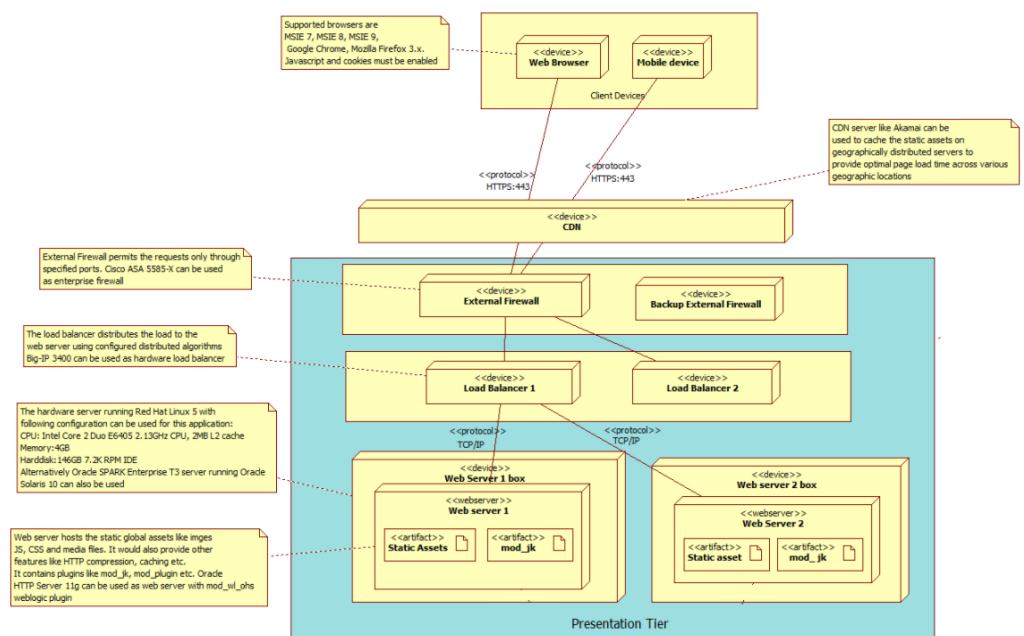 Supported browsers are
MSIE 7, MSIE 8, MSIE 9,
Google Chrome, Mozilla Firefox 3.x.
Javascript and cookies must be enabled
<<device>>
Web Browser
<<device>>
Mobile device
Client Devices
CDN server like Akamai can be
used to cache the static assets on
geographically distributed servers to
provide optimal page load time across various
geographic locations
<<protocol>>
HTTPS:443
<<protocol>>
HTTPS:443
<<device>>
CDN
External Firewall permits the requests only through
specified ports. Cisco ASA 5585-X can be used
as enterprise firewall
<<device>>
External Firewall
<<device>>
Backup External Firewall
The load balancer distributes the load to the
web server using configured distributed algorithms
Big-IP 3400 can be used as hardware load balancer
<<device>>
Load Balancer 1
<<device>>
Load Balancer 2
The hardware server running Red Hat Linux 5 with
following configuration can be used for this application:
CPU: Intel Core 2 Duo E6405 2.13GHz CPU, 2MB L2 cache
Memory:4GB
Harddisk:146GB 7.2K RPM IDE
Alternatively Oracle SPARK Enterprise T3 server running Oracle
Solaris 10 can also be used
<<protocol>>
TCP/IP
<<protocol>>
TCP/IP
<<device>>
Web Server 1 box
<<webserver>>
Web server 1
<<artifact>>
Static Assets
<<artifact>>
mod_jk
<<device>>
Web server 2 box
<<webserver>>
Web Server 2
<<artifact>>
Static asset
<<artifact>>
mod_ jk
Web server hosts the static global assets like imges
JS, CSS and media files. It would also provide other
features like HTTP compression, caching etc.
It contains plugins like mod_jk, mod_plugin etc. Oracle
HTTP Server 11g can be used as web server with mod_wl_ohs
weblogic plugin
Presentation Tier